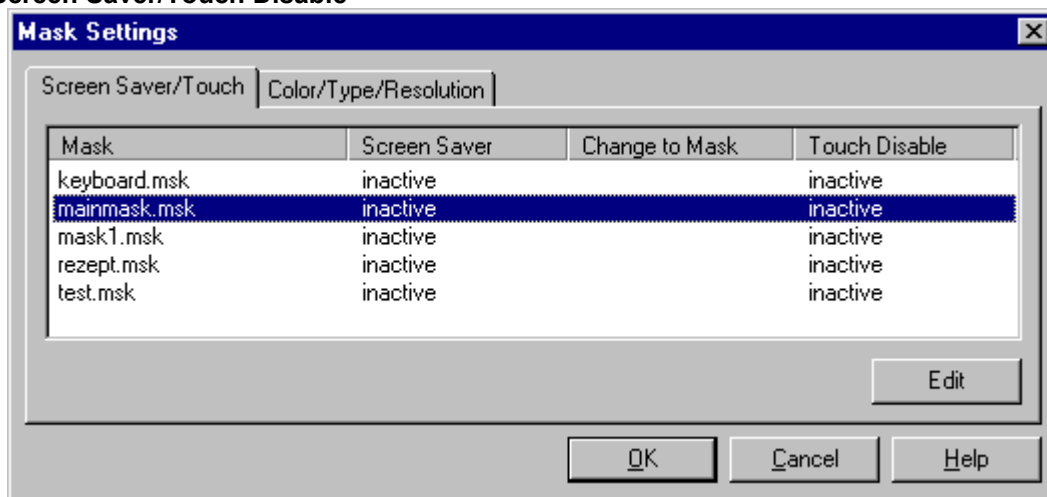 Screen Saver/Touch Disable
Mask Settings
Screen Saver/Touch Color/Type/Resolution
Mask Screen Saver Change to Mask Touch Disable
keyboard.msk inactive inactive
mainmask.msk inactive inactive
mask1.msk inactive inactive
rezept.msk inactive inactive
test.msk inactive inactive
Edit
OK Cancel Help